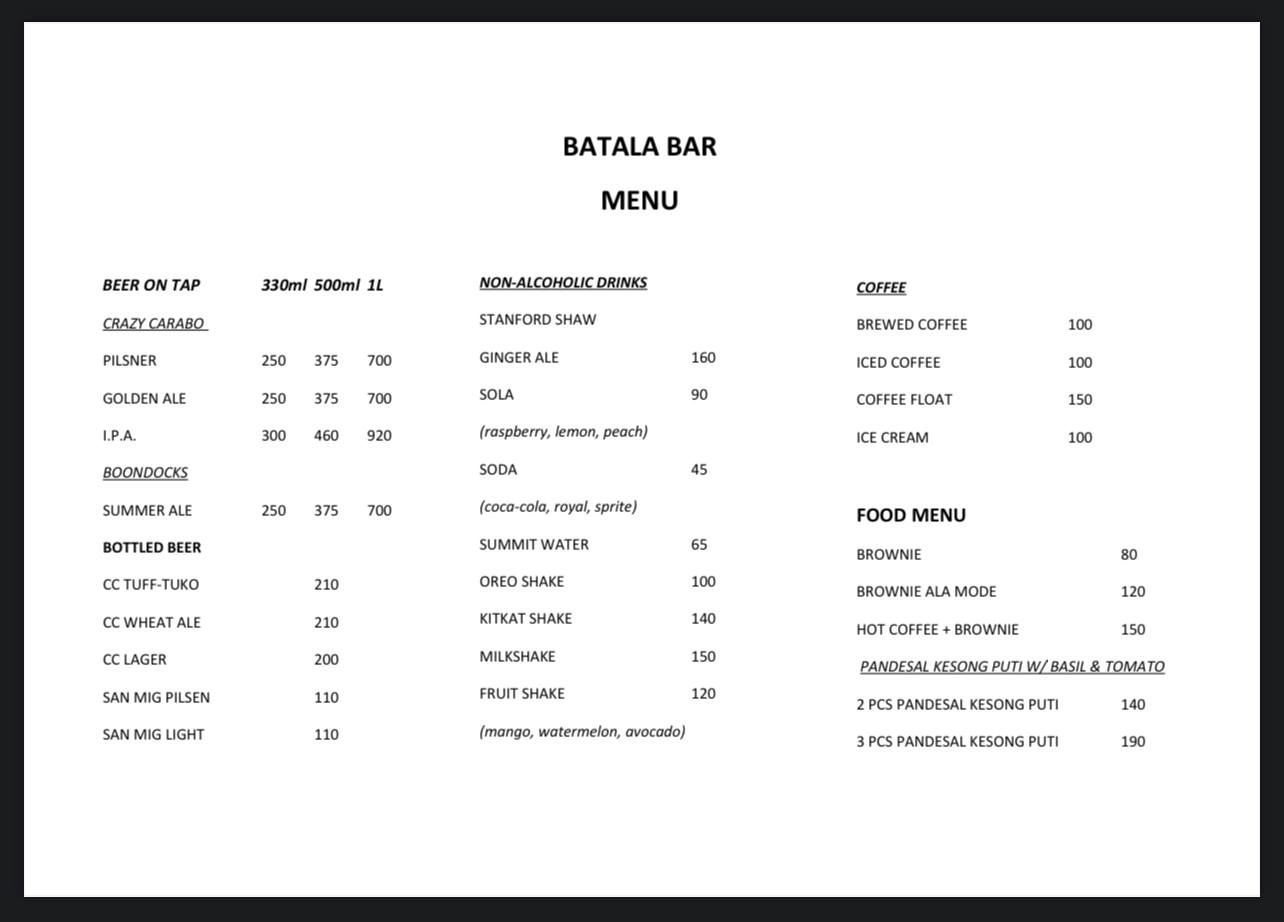 BATALA BAR
MENU
BEER ON TAP 330ml 500ml 1L
CRAZY CARABO
PILSNER 250 375 700
GOLDEN ALE 250 375 700
I.P.A. 300 460 920
BOONDOCKS
SUMMER ALE 250 375 700
BOTTLED BEER
CC TUFF-TUKO 210
CC WHEAT ALE 210
CC LAGER 200
SAN MIG PILSEN 110
SAN MIG LIGHT 110
NON-ALCOHOLIC DRINKS
STANFORD SHAW
GINGER ALE 160
SOLA 90
(raspberry, lemon, peach)
SODA 45
(coca-cola, royal, sprite)
SUMMIT WATER 65
OREO SHAKE 100
KITKAT SHAKE 140
MILKSHAKE 150
FRUIT SHAKE 120
(mango, watermelon, avocado)
COFFEE
BREWED COFFEE 100
ICED COFFEE 100
COFFEE FLOAT 150
ICE CREAM 100
FOOD MENU
BROWNIE 80
BROWNIE ALA MODE 120
HOT COFFEE + BROWNIE 150
PANDESAL KESONG PUTI W/ BASIL & TOMATO
2 PCS PANDESAL KESONG PUTI 140
3 PCS PANDESAL KESONG PUTI 190